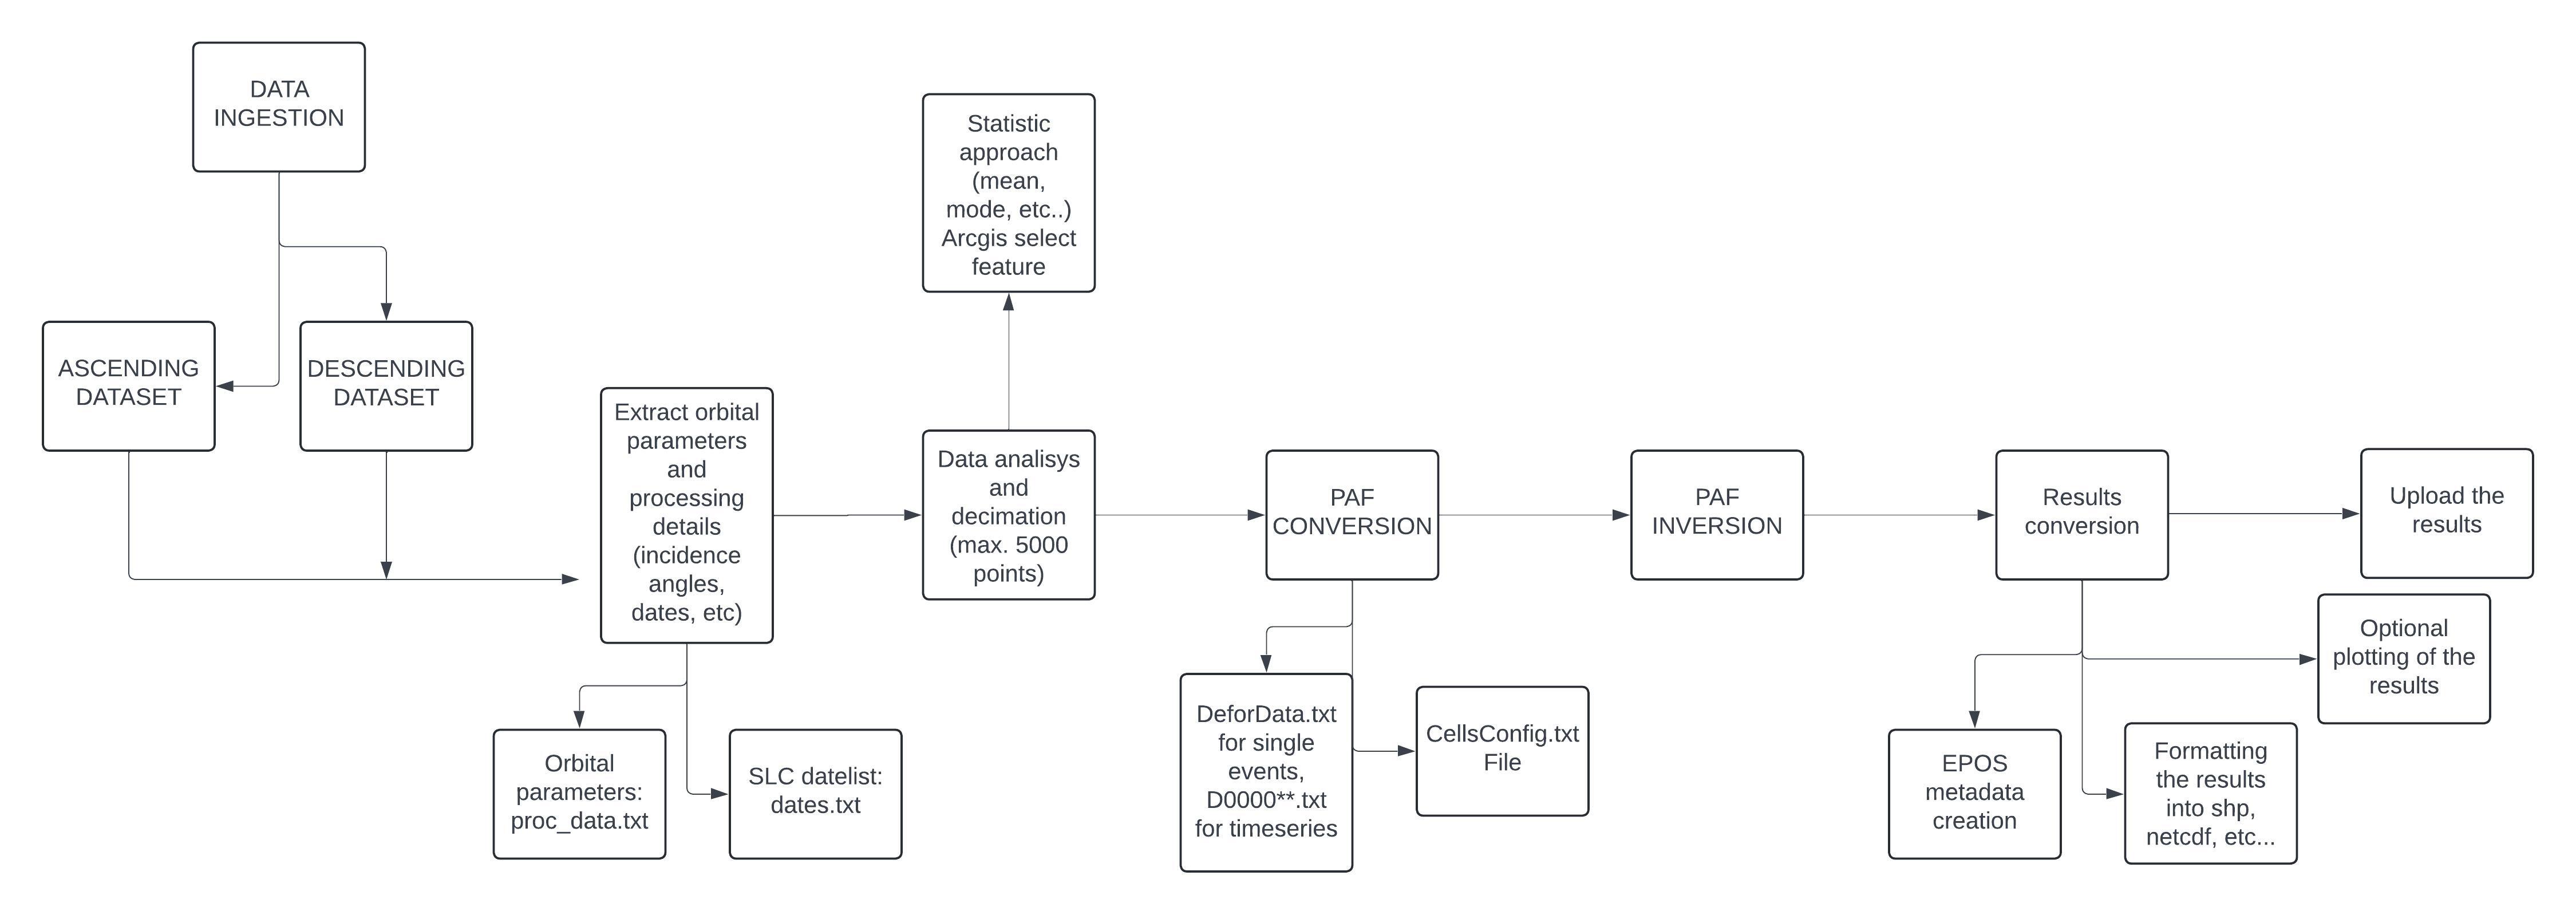 DATA
INGESTION
ASCENDING
DATASET
DESCENDING
DATASET
Extract orbital
parameters
and
processing
details
(incidence
angles,
dates, etc)
Orbital
parameters:
proc_data.txt
SLC datelist:
dates.txt
Statistic
approach
(mean,
mode, etc..)
Arcgis select
feature
Data analisys
and
decimation
(max. 5000
points)
PAF
CONVERSION
DeforData.txt
for single
events,
D0000**.txt
for timeseries
CellsConfig.txt
File
PAF
INVERSION
Results
conversion
EPOS
metadata
creation
Formatting
the results
into shp,
netcdf, etc...
Optional
plotting of the
results
Upload the
results